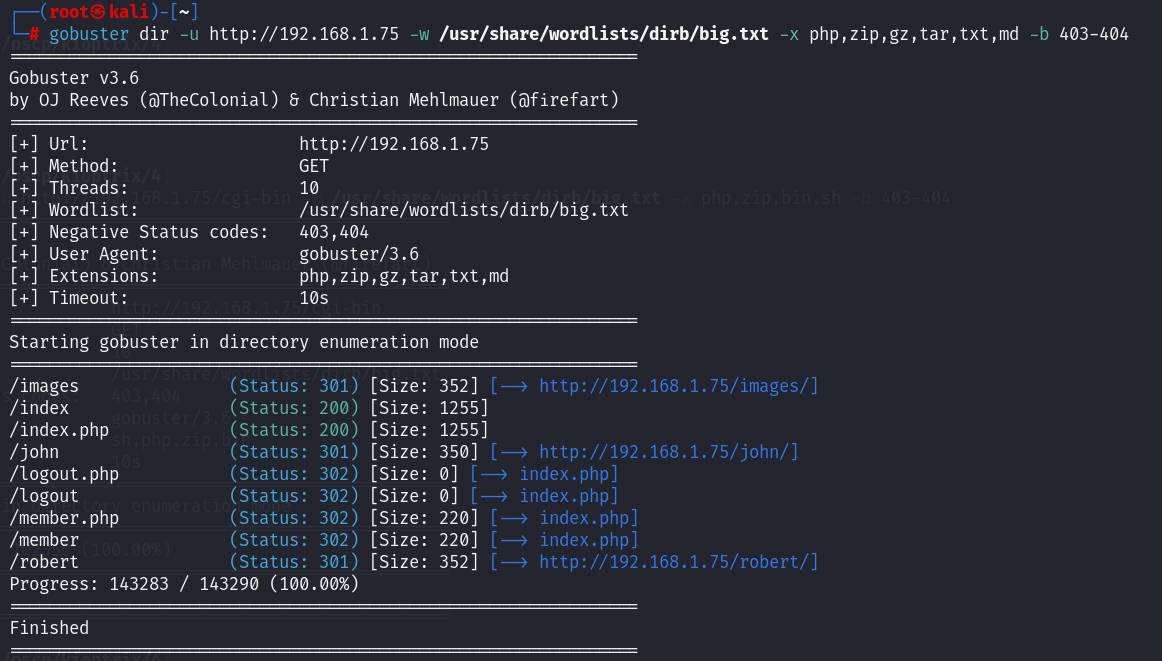 ┌──(root㉿kali)-[~]
└─# gobuster dir -u http://192.168.1.75 -w /usr/share/wordlists/dirb/big.txt -x php,zip,gz,tar,txt,md -b 403-404
===============================================================
Gobuster v3.6
by OJ Reeves (@TheColonial) & Christian Mehlmauer (@firefart)
===============================================================
[+] Url:                     http://192.168.1.75
[+] Method:                  GET
[+] Threads:                 10
[+] Wordlist:                /usr/share/wordlists/dirb/big.txt
[+] Negative Status codes:   403,404
[+] User Agent:              gobuster/3.6
[+] Extensions:              php,zip,gz,tar,txt,md
[+] Timeout:                 10s
===============================================================
Starting gobuster in directory enumeration mode
===============================================================
/images               (Status: 301) [Size: 352] [--> http://192.168.1.75/images/]
/index                (Status: 200) [Size: 1255]
/index.php            (Status: 200) [Size: 1255]
/john                 (Status: 301) [Size: 350] [--> http://192.168.1.75/john/]
/logout.php           (Status: 302) [Size: 0] [--> index.php]
/logout               (Status: 302) [Size: 0] [--> index.php]
/member.php           (Status: 302) [Size: 220] [--> index.php]
/member               (Status: 302) [Size: 220] [--> index.php]
/robert               (Status: 301) [Size: 352] [--> http://192.168.1.75/robert/]
Progress: 143283 / 143290 (100.00%)
===============================================================
Finished
===============================================================